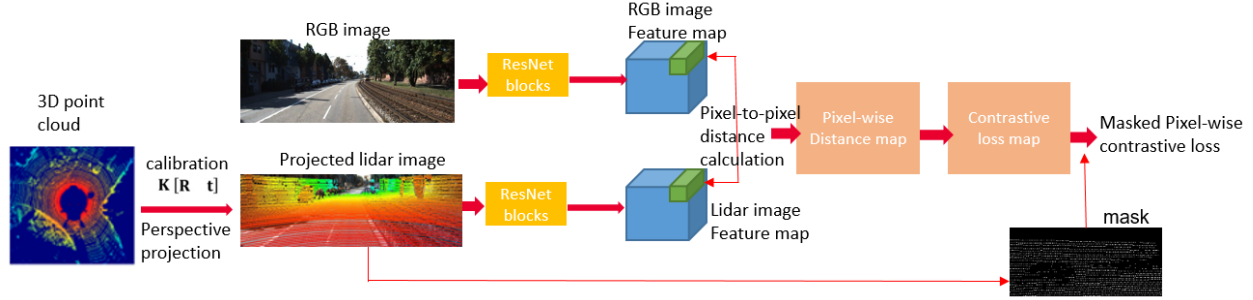 RGB image
RGB image
Feature map
ResNet
blocks
3D point
cloud
calibration
K [R t]
Perspective
projection
Projected lidar image
ResNet
blocks
Pixel-to-pixel
distance
calculation
Lidar image
Feature map
Pixel-wise
Distance map
Contrastive
loss map
Masked Pixel-wise
contrastive loss
mask